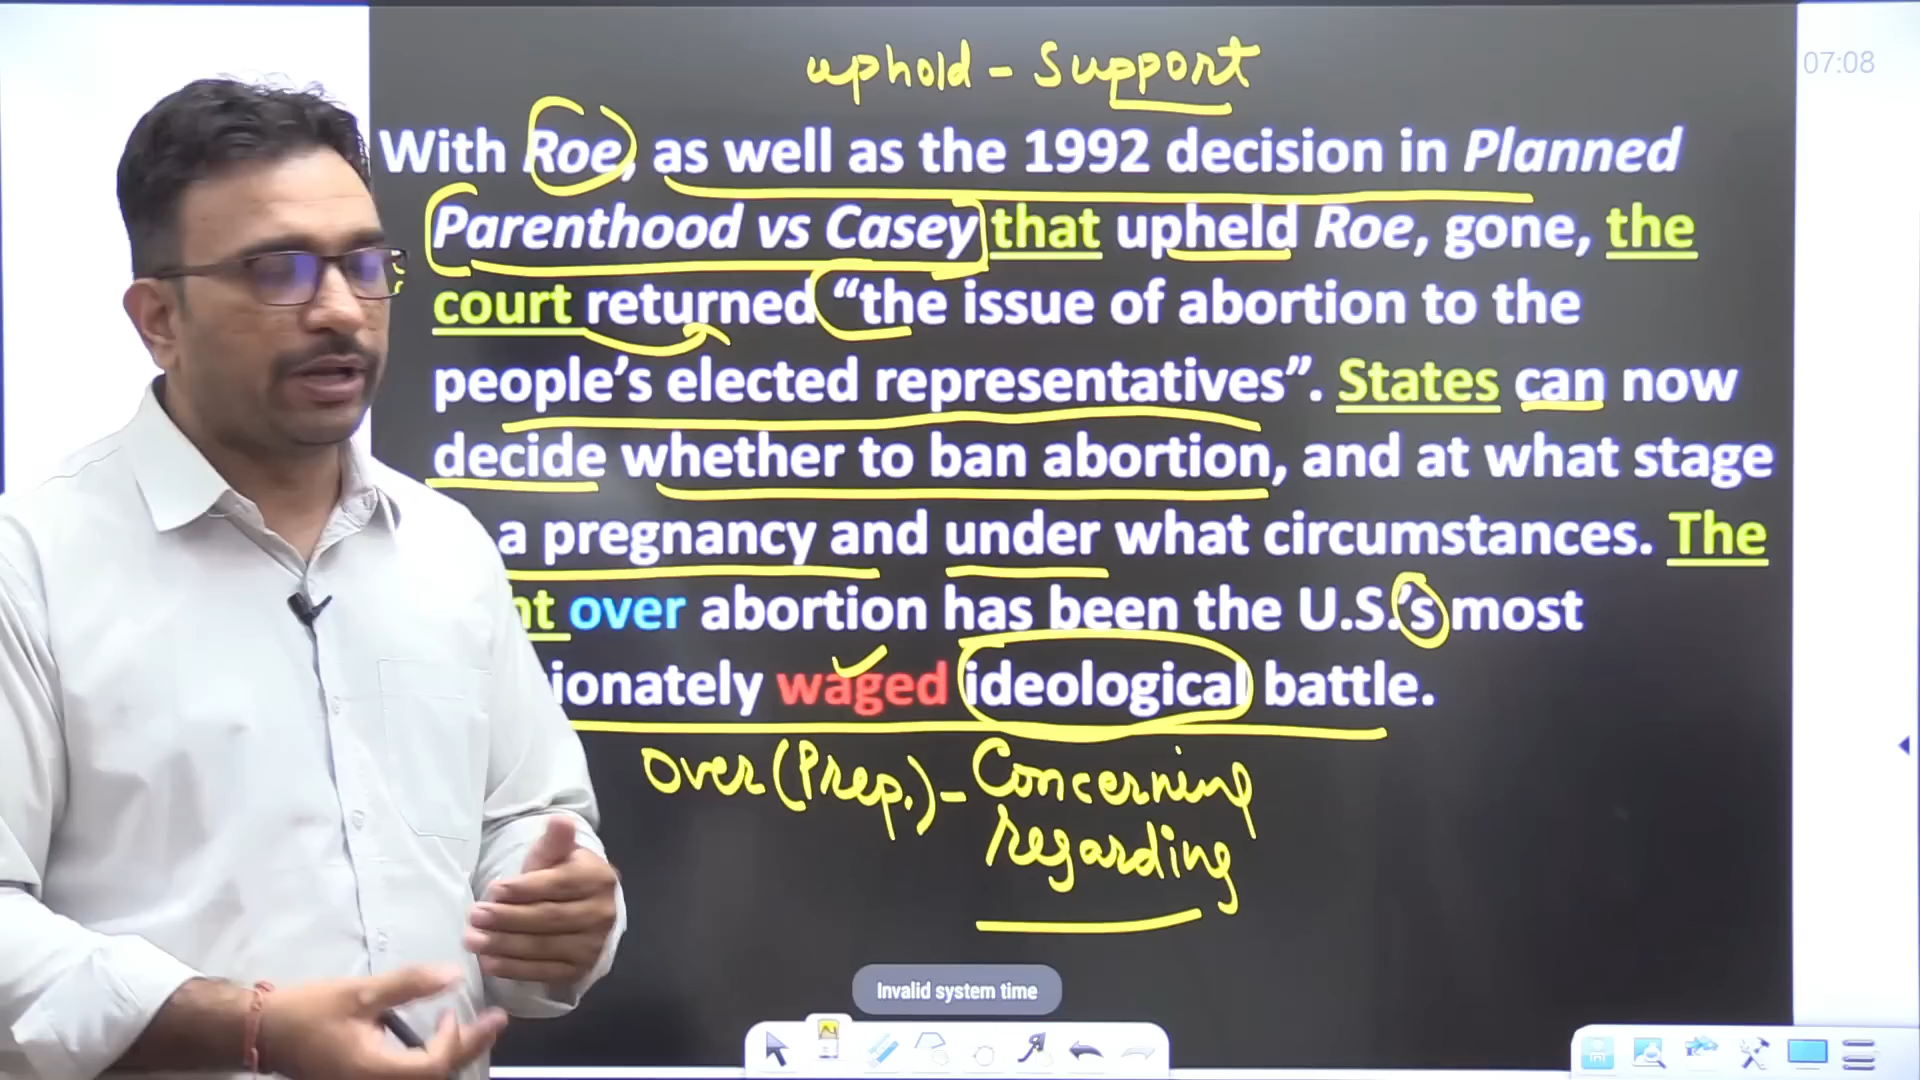 uphold - Support
07:08
With Roe, as well as the 1992 decision in Planned
Parenthood vs Casey that upheld Roe, gone, the
court returned “the issue of abortion to the
people’s elected representatives”. States can now
decide whether to ban abortion, and at what stage
a pregnancy and under what circumstances. The
over abortion has been the U.S.’s most
waged ideological battle.
Over (Prep.) - Concerning
Regarding
Invalid system time